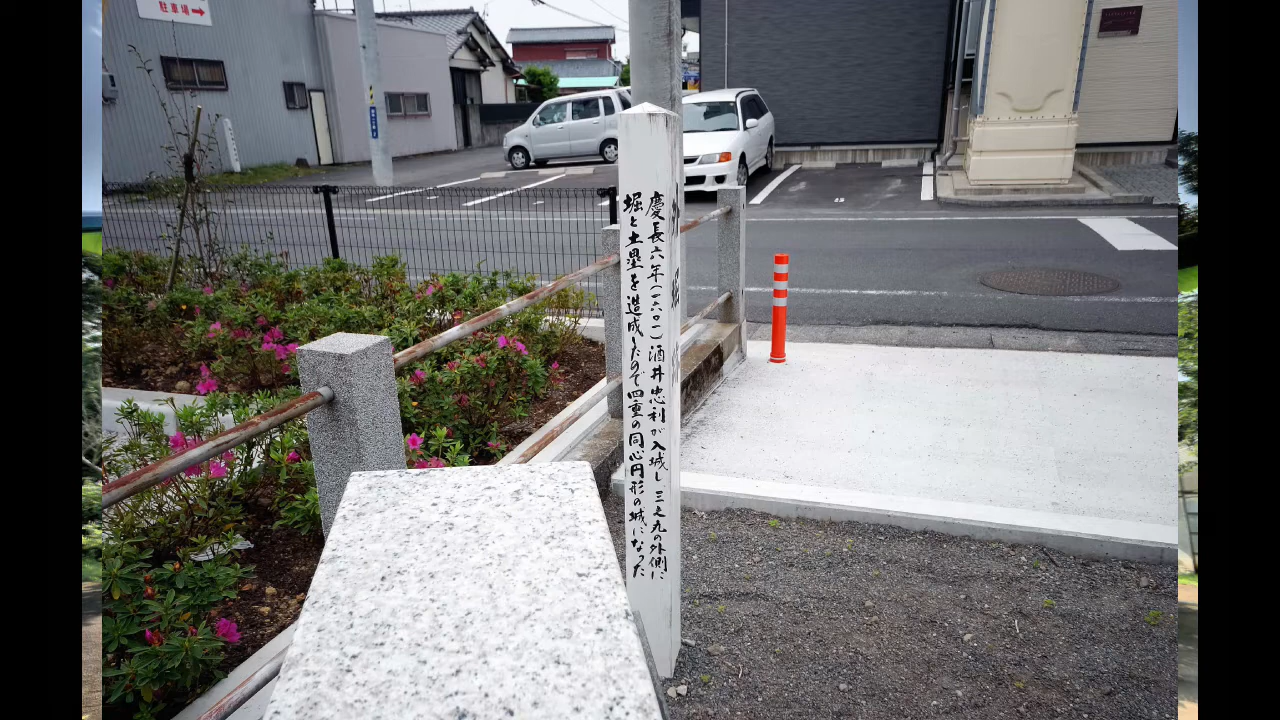 駐車場→
慶長六年(一六〇一)酒井忠利が入城し 三之丸の外側に
堀と土塁を造成したので四重の同心円形の城になった